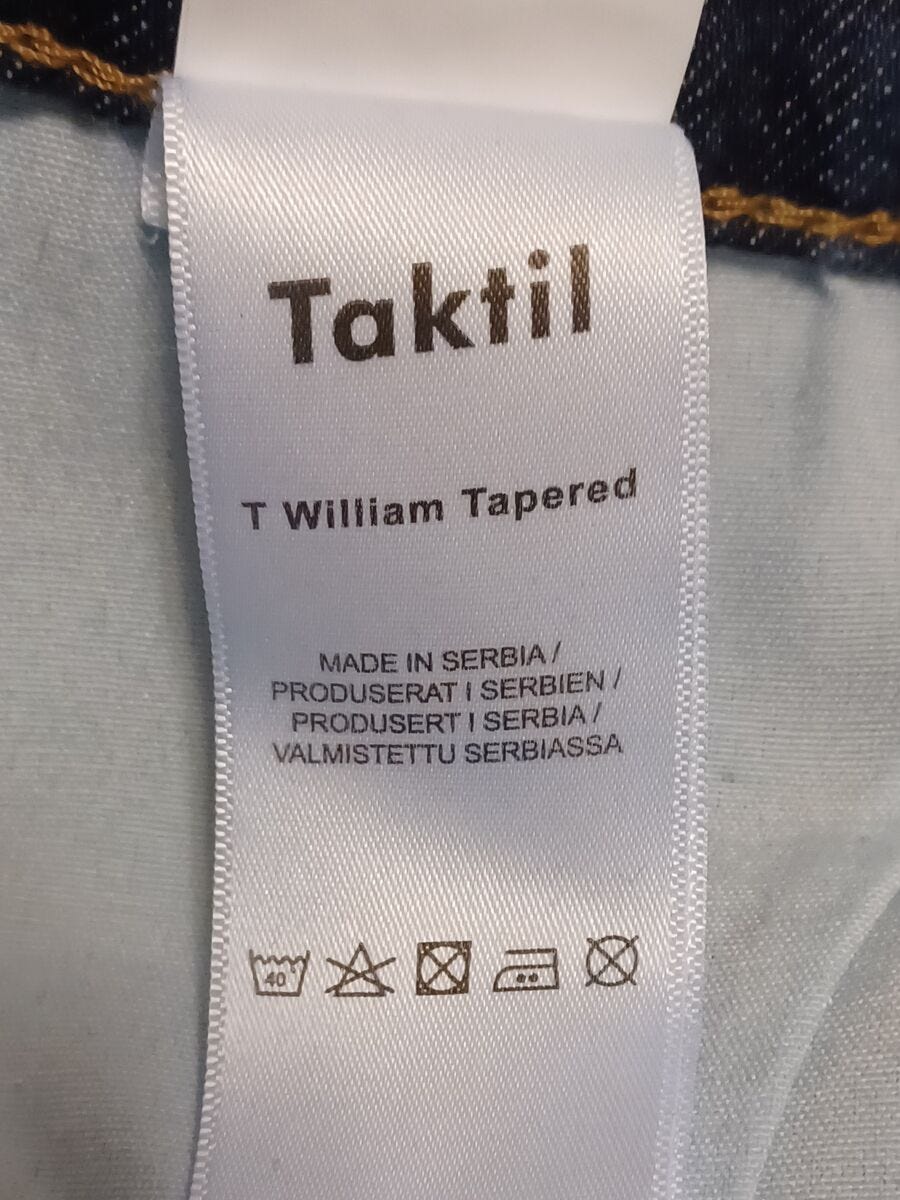 Taktil
T William Tapered
MADE IN SERBIA /
PRODUSERAT I SERBIEN /
PRODUSERT I SERBIA /
VALMISTETTU SERBIASSA
40°